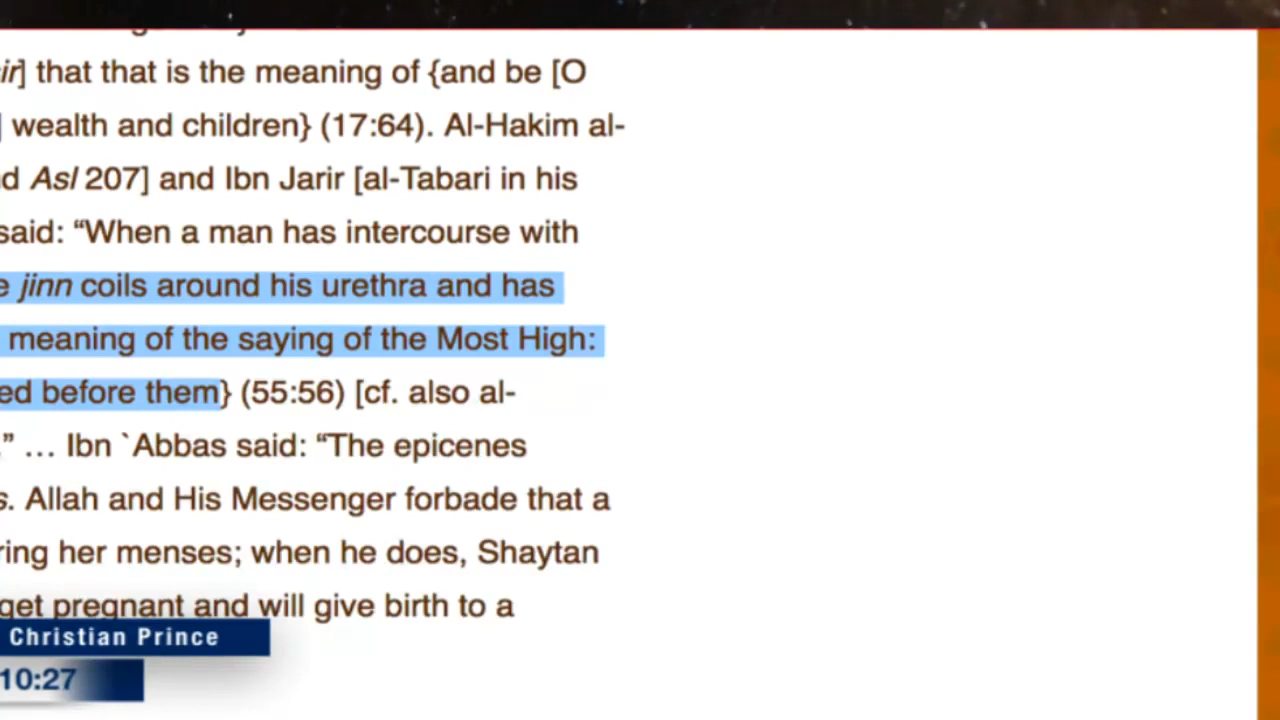 ir] that that is the meaning of {and be [O
wealth and children} (17:64). Al-Hakim al-
d Asl 207] and Ibn Jarir [al-Tabari in his
said: “When a man has intercourse with
e jinn coils around his urethra and has
meaning of the saying of the Most High:
ed before them} (55:56) [cf. also al-
.” … Ibn `Abbas said: “The epicenes
s. Allah and His Messenger forbade that a
ring her menses; when he does, Shaytan
get pregnant and will give birth to a
Christian Prince
10:27